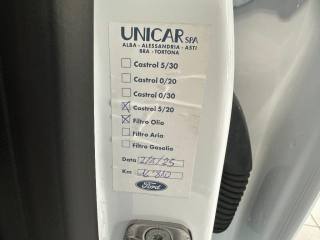 UNICAR SPA
ALBA - ALESSANDRIA - ASTI
BRA - TORTONA
Castrol 5/30
Castrol 0/20
Castrol 0/30
Castrol 5/20
Filtro Olio
Filtro Aria
Filtro Gasolio
Data
Km
Ford